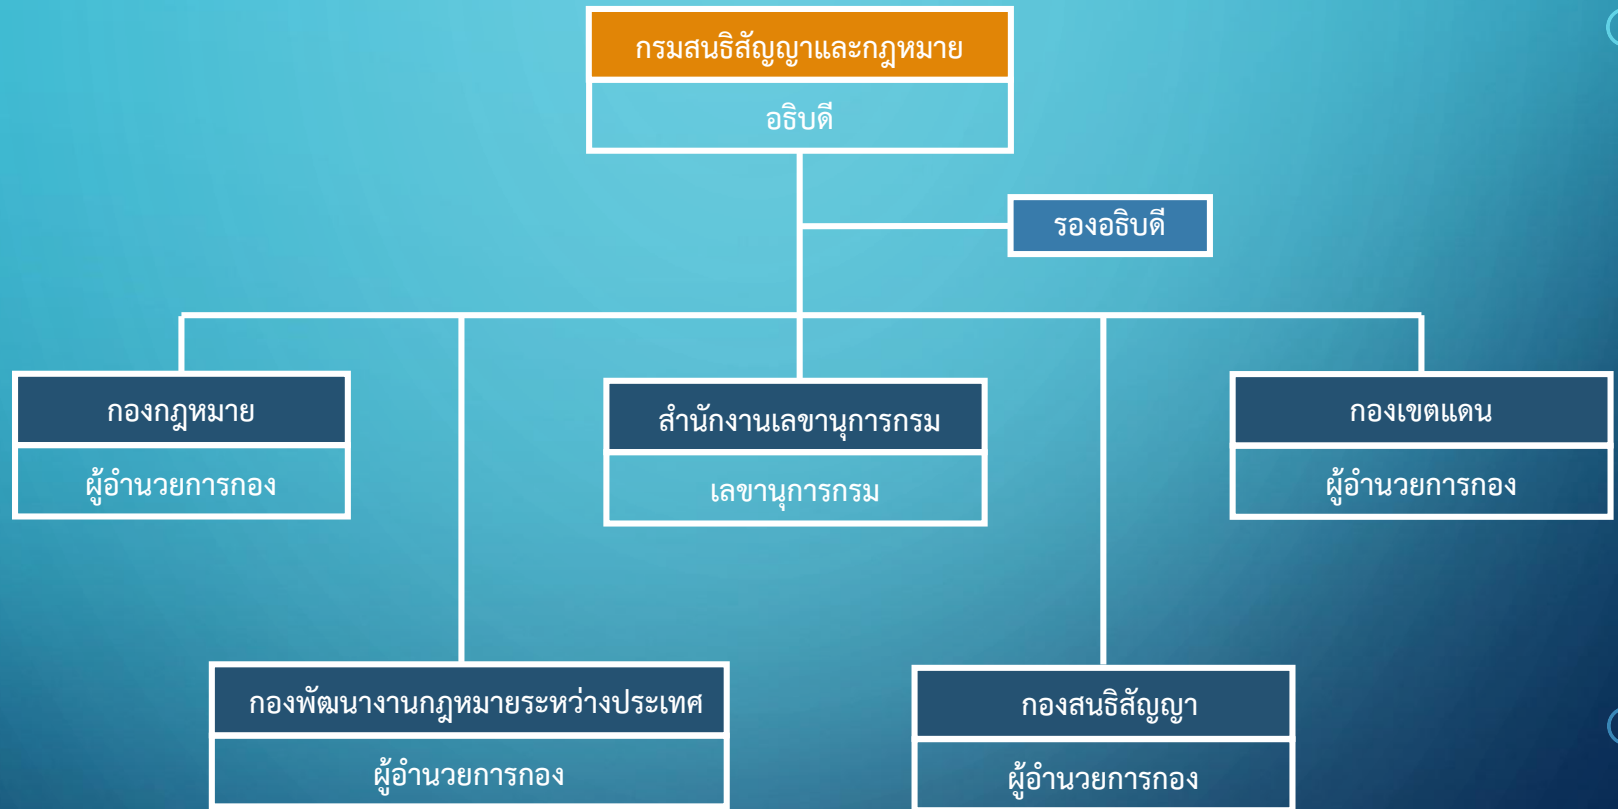 กรมสนธิสัญญาและกฎหมาย
อธิบดี
รองอธิบดี
กองกฎหมาย
ผู้อำนวยการกอง
สำนักงานเลขานุการกรม
เลขานุการกรม
กองเขตแดน
ผู้อำนวยการกอง
กองพัฒนางานกฎหมายระหว่างประเทศ
ผู้อำนวยการกอง
กองสนธิสัญญา
ผู้อำนวยการกอง